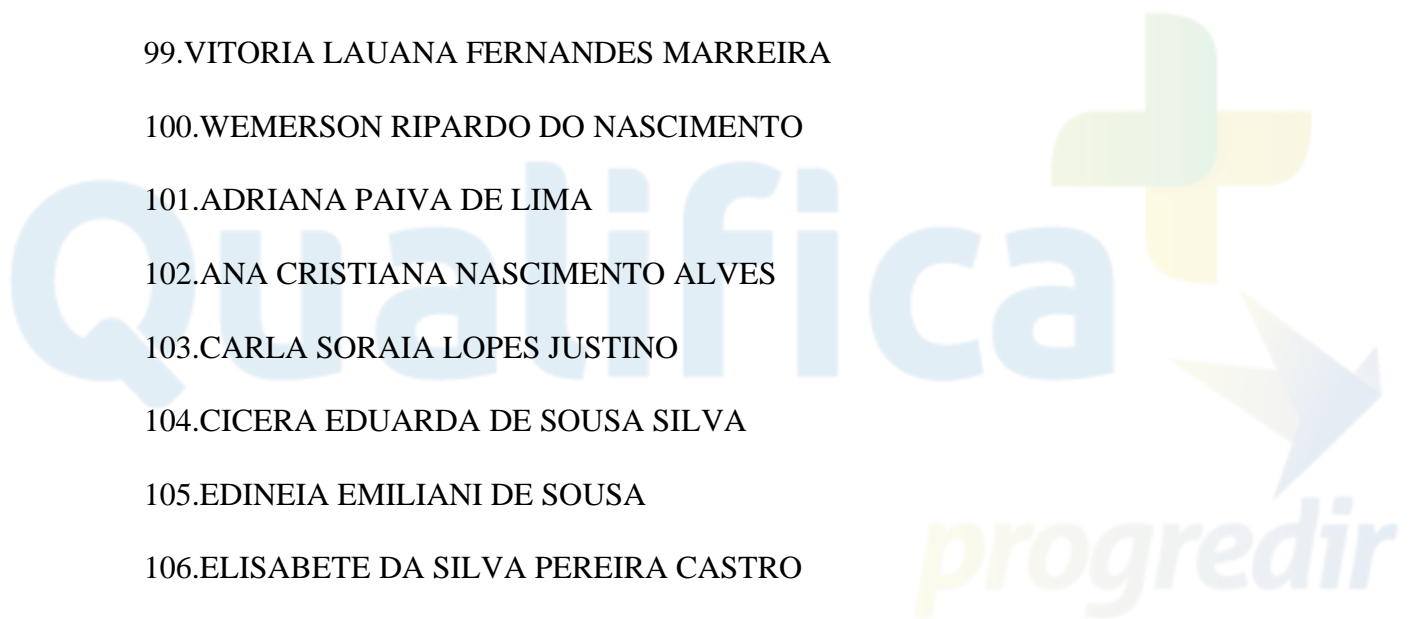 99.VITORIA LAUANA FERNANDES MARREIRA
100.WEMERSON RIPARDO DO NASCIMENTO
101.ADRIANA PAIVA DE LIMA
102.ANA CRISTIANA NASCIMENTO ALVES
103.CARLA SORAIA LOPES JUSTINO
104.CICERA EDUARDA DE SOUSA SILVA
105.EDINEIA EMILIANI DE SOUSA
106.ELISABETE DA SILVA PEREIRA CASTRO
Qualifica
progredir